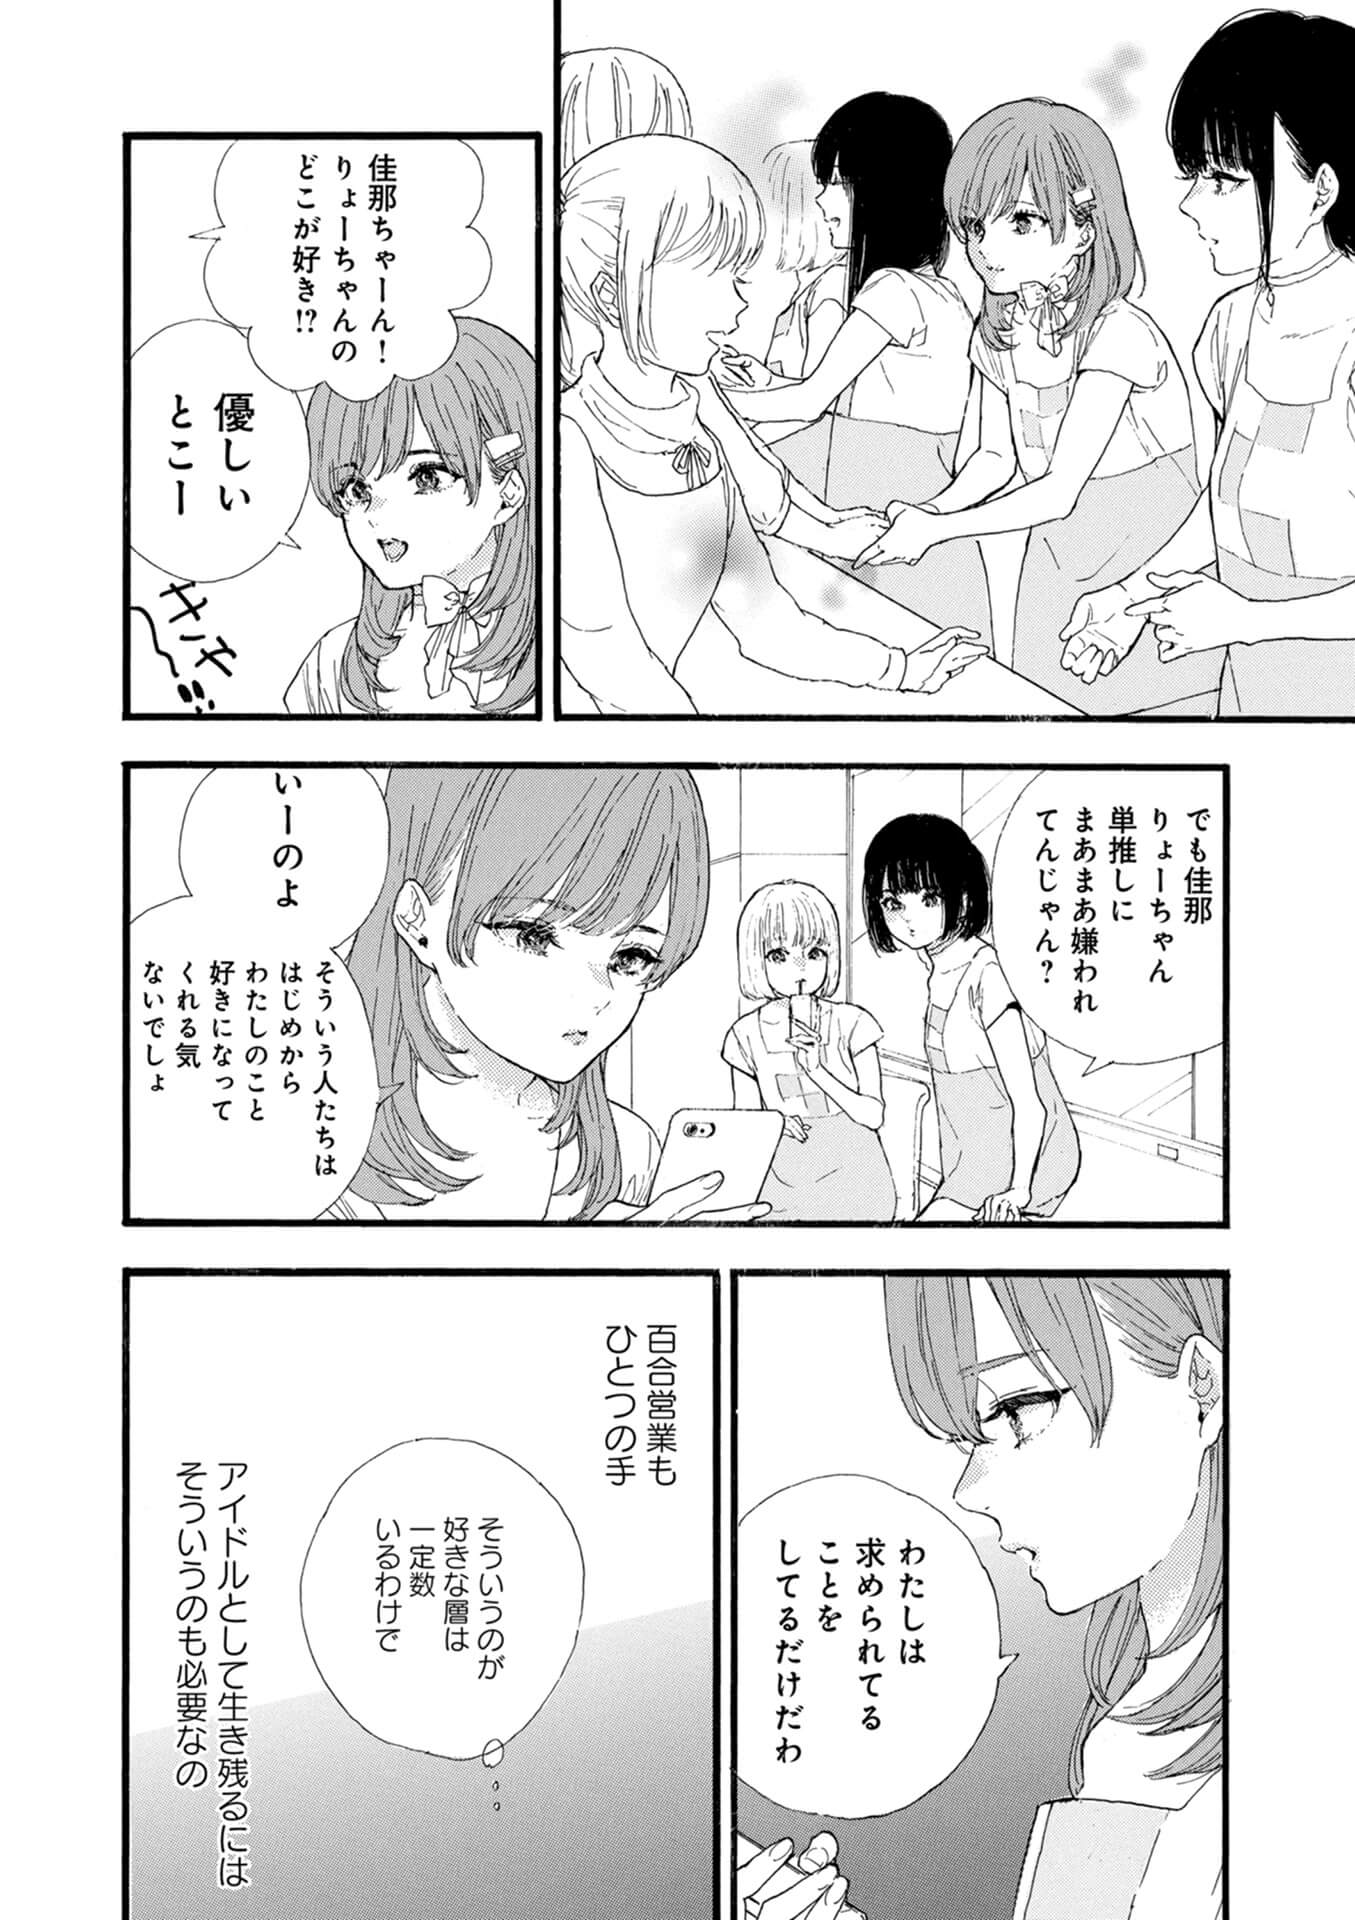 佳那ちゃーん！
りょーちゃんの
どこが好き!?
優しい
とこー
きゃー!!
でも佳那
りょーちゃん
単推しに
まあまあ嫌われ
てんじゃん？
いーのよ
そういう人たちは
はじめから
わたしのこと
好きになって
くれる気
ないでしょ
わたしは
求められてる
ことを
してるだけだわ
百合営業も
ひとつの手
そういうのが
好きな層は
一定数
いるわけで
アイドルとして生き残るには
そういうのも必要なの